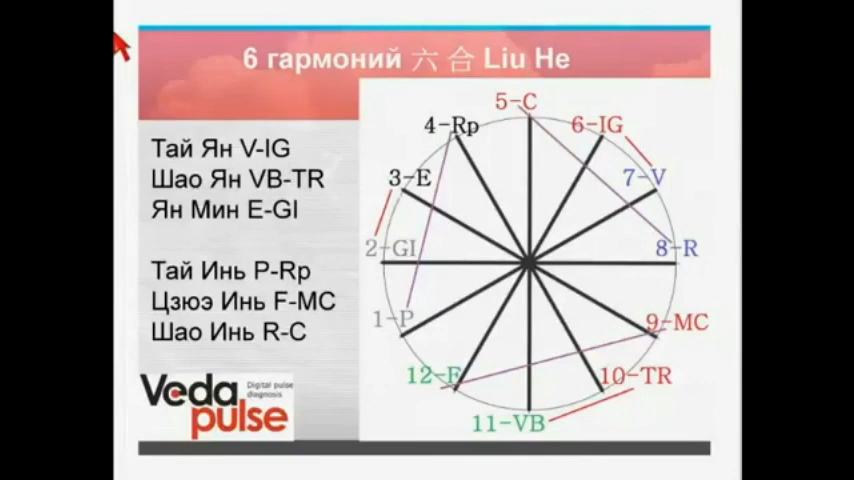 6 гармоний 六 合 Liu He
Тай Ян V-IG
Шао Ян VB-TR
Ян Мин E-GI
Тай Инь P-Rp
Цзюэ Инь F-MC
Шао Инь R-C
Veda
pulse
Digital pulse
diagnosis
5-C
4-Rp
6-IG
3-E
7-V
2-GI
8-R
1-P
9-MC
12-F
10-TR
11-VB